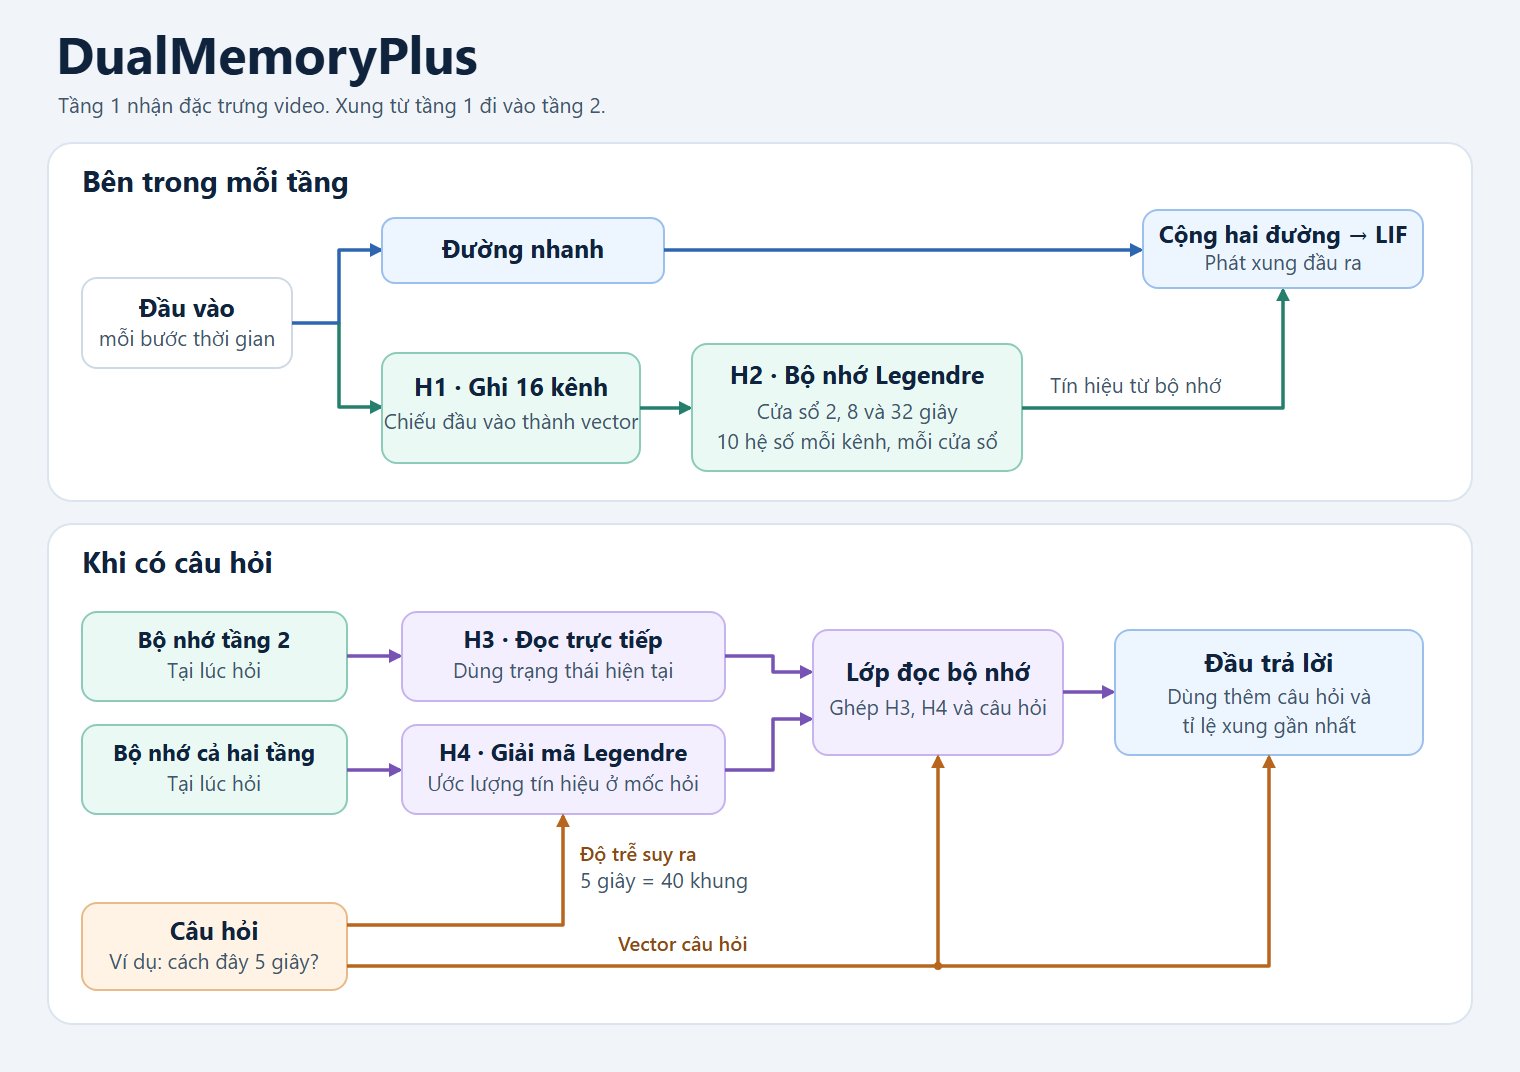 DualMemoryPlus
Tầng 1 nhận đặc trưng video. Xung từ tầng 1 đi vào tầng 2.
Bên trong mỗi tầng
Đầu vào
mỗi bước thời gian
Đường nhanh
Cộng hai đường → LIF
Phát xung đầu ra
H1 · Ghi 16 kênh
Chiếu đầu vào thành vector
H2 · Bộ nhớ Legendre
Cửa sổ 2, 8 và 32 giây
10 hệ số mỗi kênh, mỗi cửa sổ
Tín hiệu từ bộ nhớ
Khi có câu hỏi
Bộ nhớ tầng 2
Tại lúc hỏi
H3 · Đọc trực tiếp
Dùng trạng thái hiện tại
Bộ nhớ cả hai tầng
Tại lúc hỏi
H4 · Giải mã Legendre
Ước lượng tín hiệu ở mốc hỏi
Lớp đọc bộ nhớ
Ghép H3, H4 và câu hỏi
Đầu trả lời
Dùng thêm câu hỏi và
tỉ lệ xung gần nhất
Độ trễ suy ra
5 giây = 40 khung
Câu hỏi
Ví dụ: cách đây 5 giây?
Vector câu hỏi